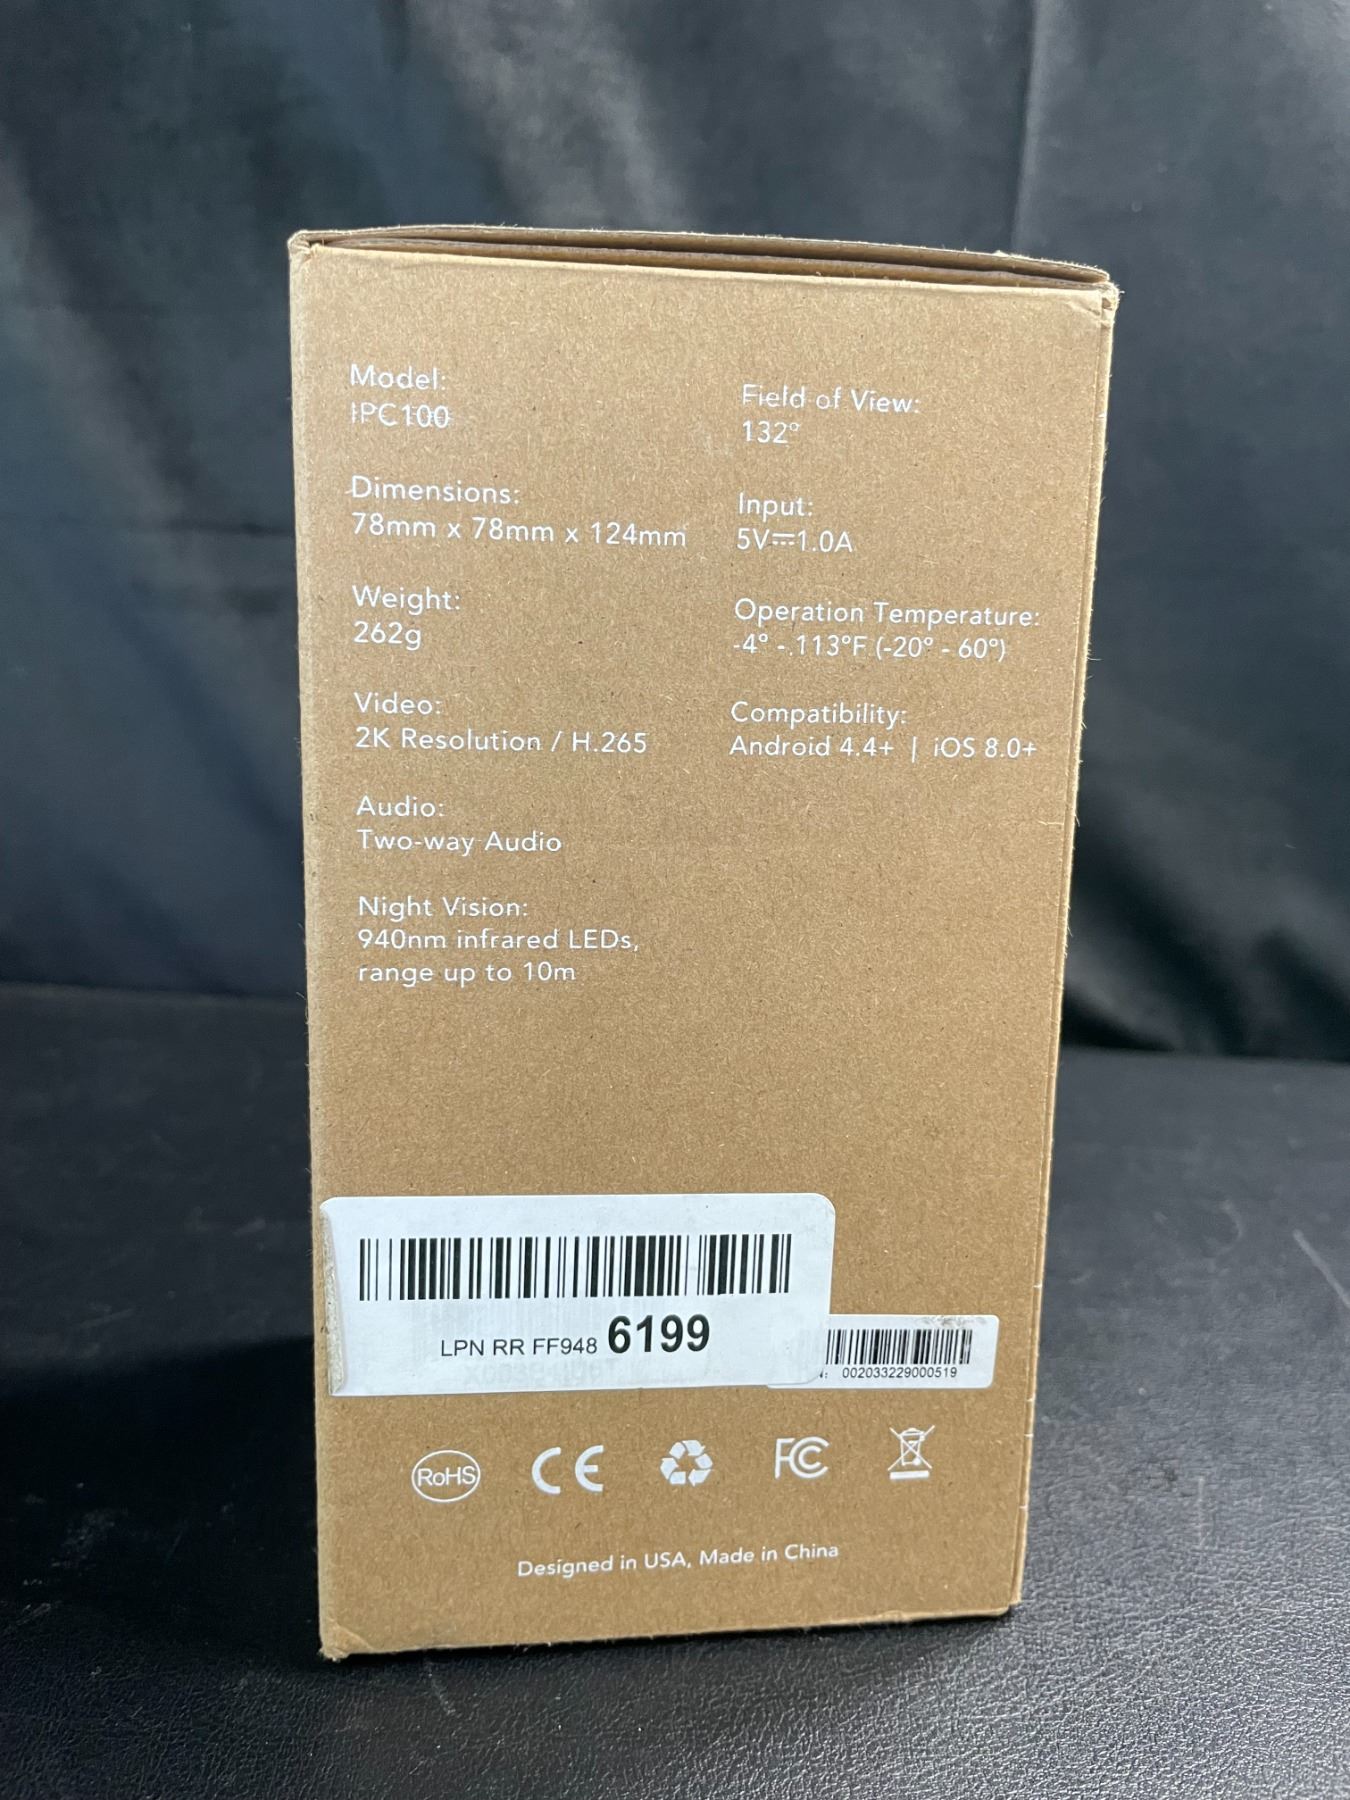 Model:
IPC100
Dimensions:
78mm x 78mm x 124mm
Weight:
262g
Video:
2K Resolution / H.265
Audio:
Two-way Audio
Night Vision:
940nm infrared LEDs,
range up to 10m
Field of View:
132°
Input:
5V⎓1.0A
Operation Temperature:
-4° - 113°F (-20° - 60°)
Compatibility:
Android 4.4+ | iOS 8.0+
LPN RR FF948 6199
002033229000519
RoHS
CE
FC
Designed in USA, Made in China